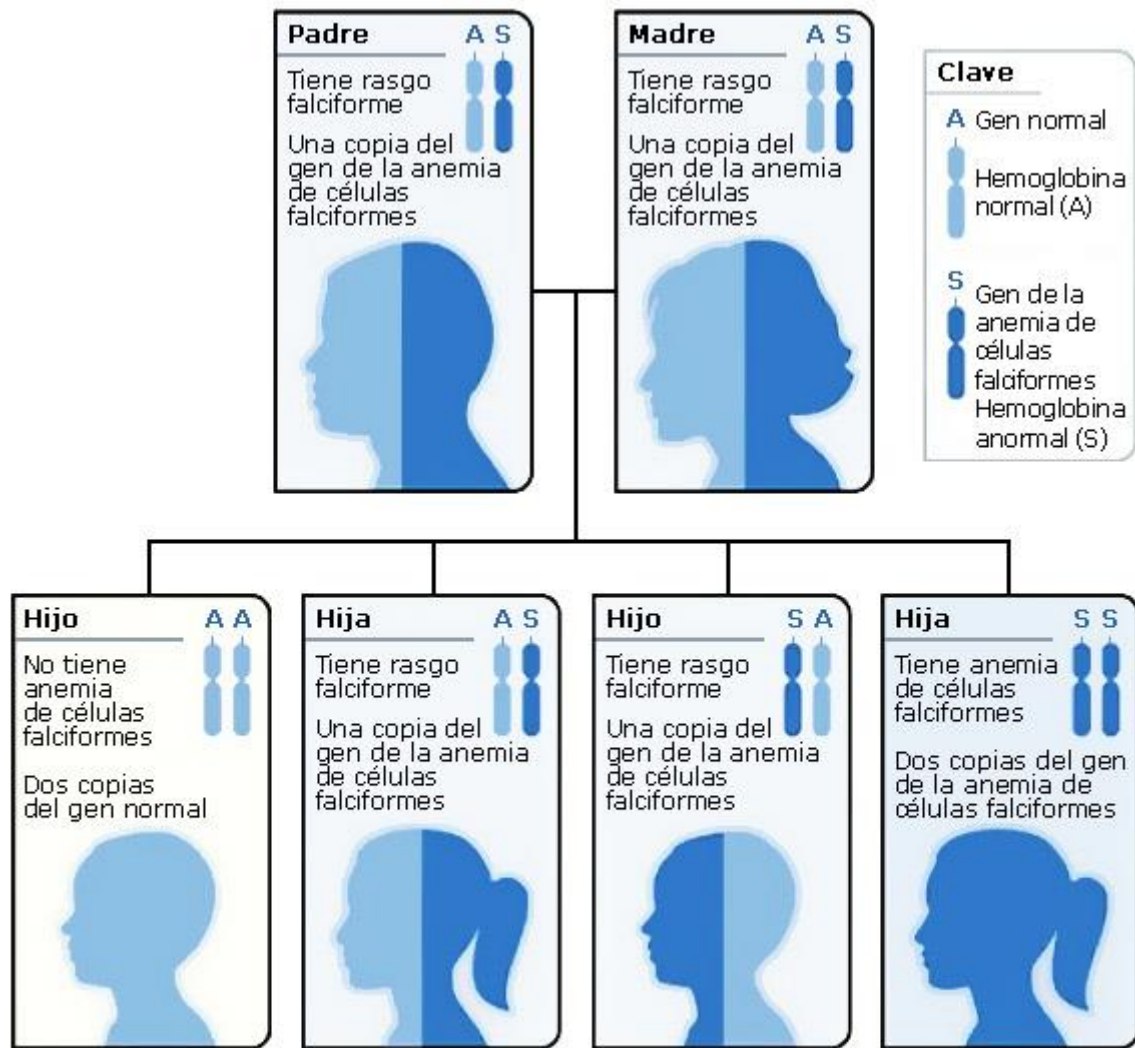 Padre A S
Tiene rasgo
falciforme
Una copia del
gen de la anemia
de células
falciformes
Madre A S
Tiene rasgo
falciforme
Una copia del
gen de la anemia
de células
falciformes
Clave
A Gen normal
Hemoglobina
normal (A)
S Gen de la
anemia de
células
falciformes
Hemoglobina
anormal (S)
Hijo A A
No tiene
anemia
de células
falciformes
Dos copias
del gen normal
Hija A S
Tiene rasgo
falciforme
Una copia del
gen de la anemia
de células
falciformes
Hijo S A
Tiene rasgo
falciforme
Una copia del
gen de la anemia
de células
falciformes
Hija S S
Tiene anemia
de células
falciformes
Dos copias del gen
de la anemia de
células falciformes